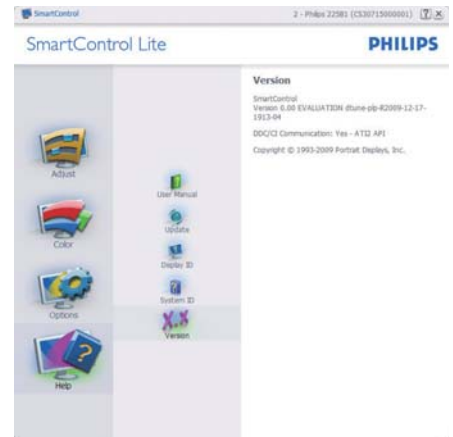 SmartControl
2 - Philips 225B1 (CS30715000001) ? X
SmartControl Lite
PHILIPS
Adjust
Color
Options
Help
User Manual
Update
Display ID
System ID
X.X
Version
Version
SmartControl
Version 6.00 EVALUATION dtune-pip-R2009-12-17-
1913-04
DDC/CI Communication: Yes - ATI2 API
Copyright © 1993-2009 Portrait Displays, Inc.